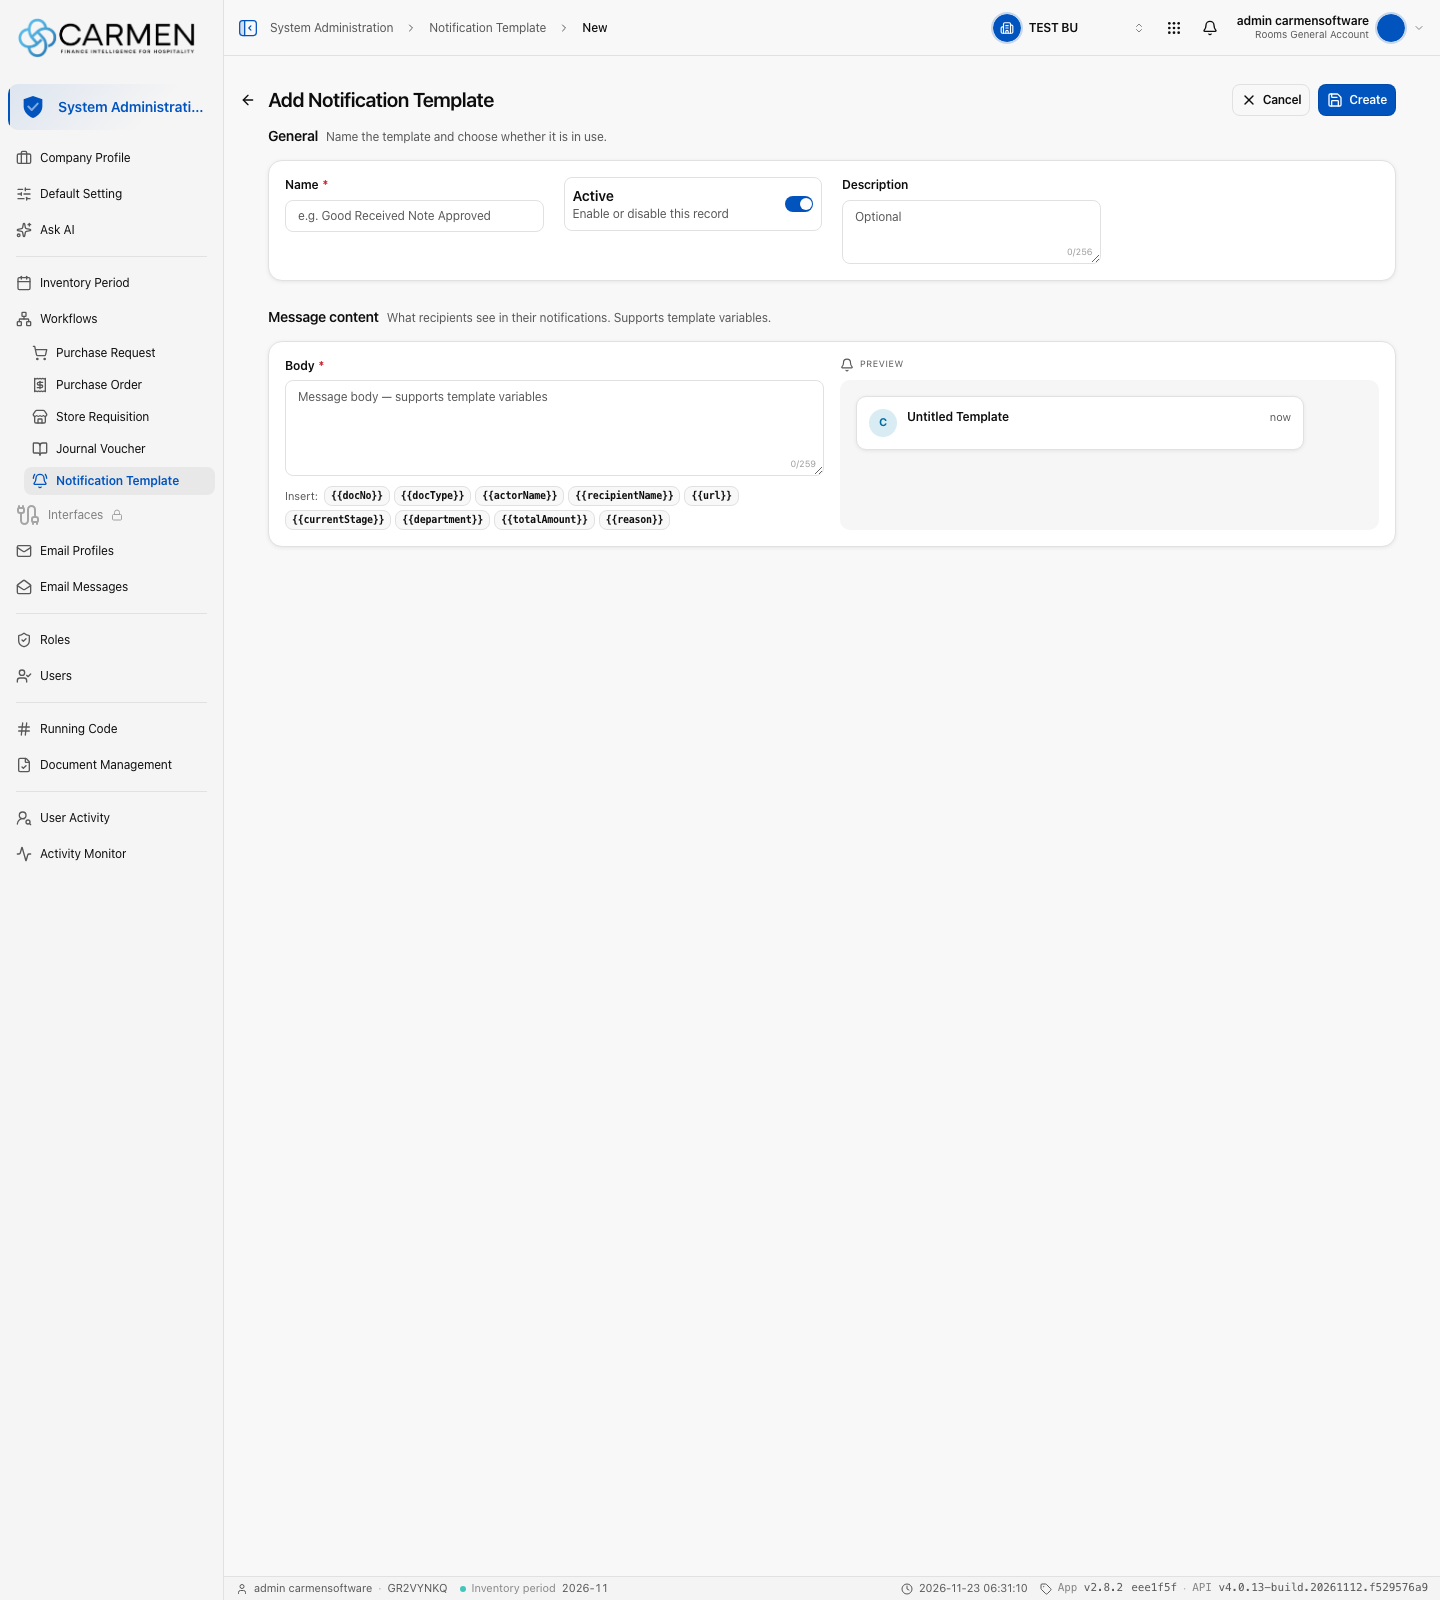 CARMEN
FINANCE INTELLIGENCE FOR HOSPITALITY
System Administrati...
Company Profile
Default Setting
Ask AI
Inventory Period
Workflows
Purchase Request
Purchase Order
Store Requisition
Journal Voucher
Notification Template
Interfaces
Email Profiles
Email Messages
Roles
Users
Running Code
Document Management
User Activity
Activity Monitor
System Administration > Notification Template > New
TEST BU
admin carmensoftware
Rooms General Account
Add Notification Template
Cancel
Create
General Name the template and choose whether it is in use.
Name *
e.g. Good Received Note Approved
Active
Enable or disable this record
Description
Optional
0/256
Message content What recipients see in their notifications. Supports template variables.
Body *
Message body — supports template variables
0/259
Insert: {{docNo}} {{docType}} {{actorName}} {{recipientName}} {{url}}
{{currentStage}} {{department}} {{totalAmount}} {{reason}}
PREVIEW
C
Untitled Template
now
admin carmensoftware · GR2VYNKQ Inventory period 2026-11
2026-11-23 06:31:10 App v2.8.2 eee1f5f · API v4.0.13-build.20261112.f529576a9